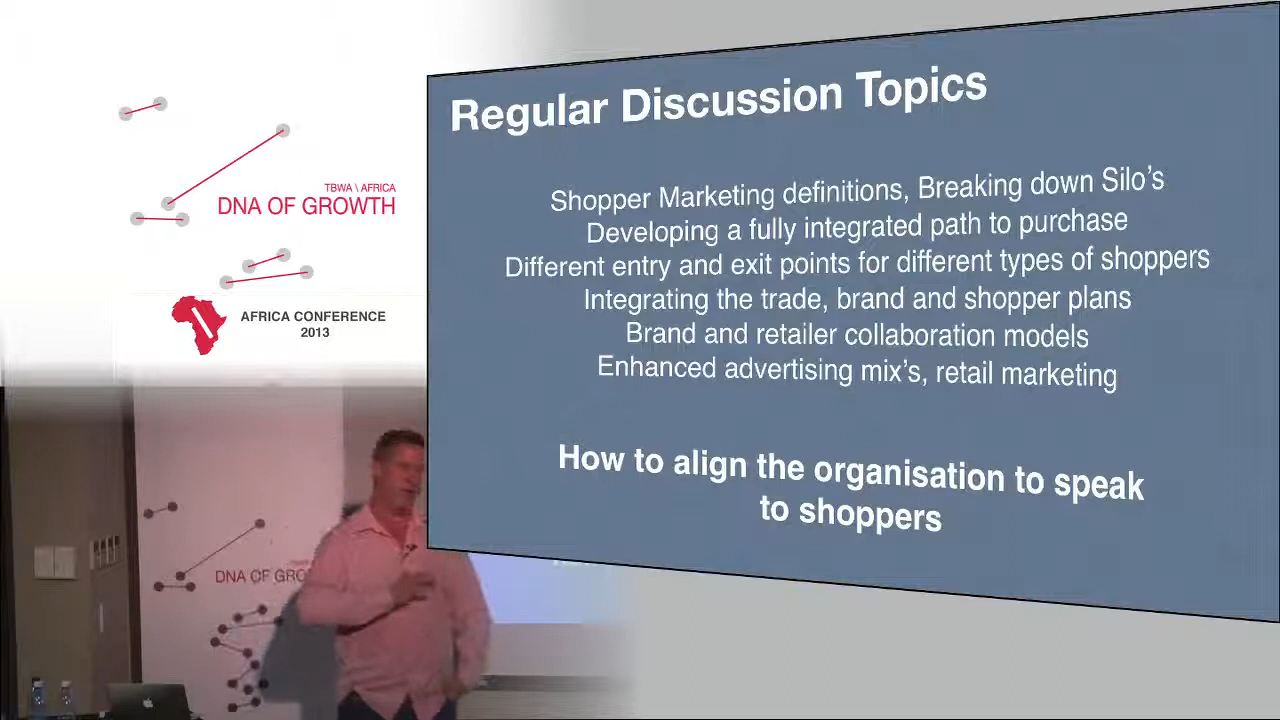 TBWA \ AFRICA
DNA OF GROWTH
AFRICA CONFERENCE
2013
Regular Discussion Topics
Shopper Marketing definitions, Breaking down Silo's
Developing a fully integrated path to purchase
Different entry and exit points for different types of shoppers
Integrating the trade, brand and shopper plans
Brand and retailer collaboration models
Enhanced advertising mix's, retail marketing
How to align the organisation to speak
to shoppers
DNA OF GRO